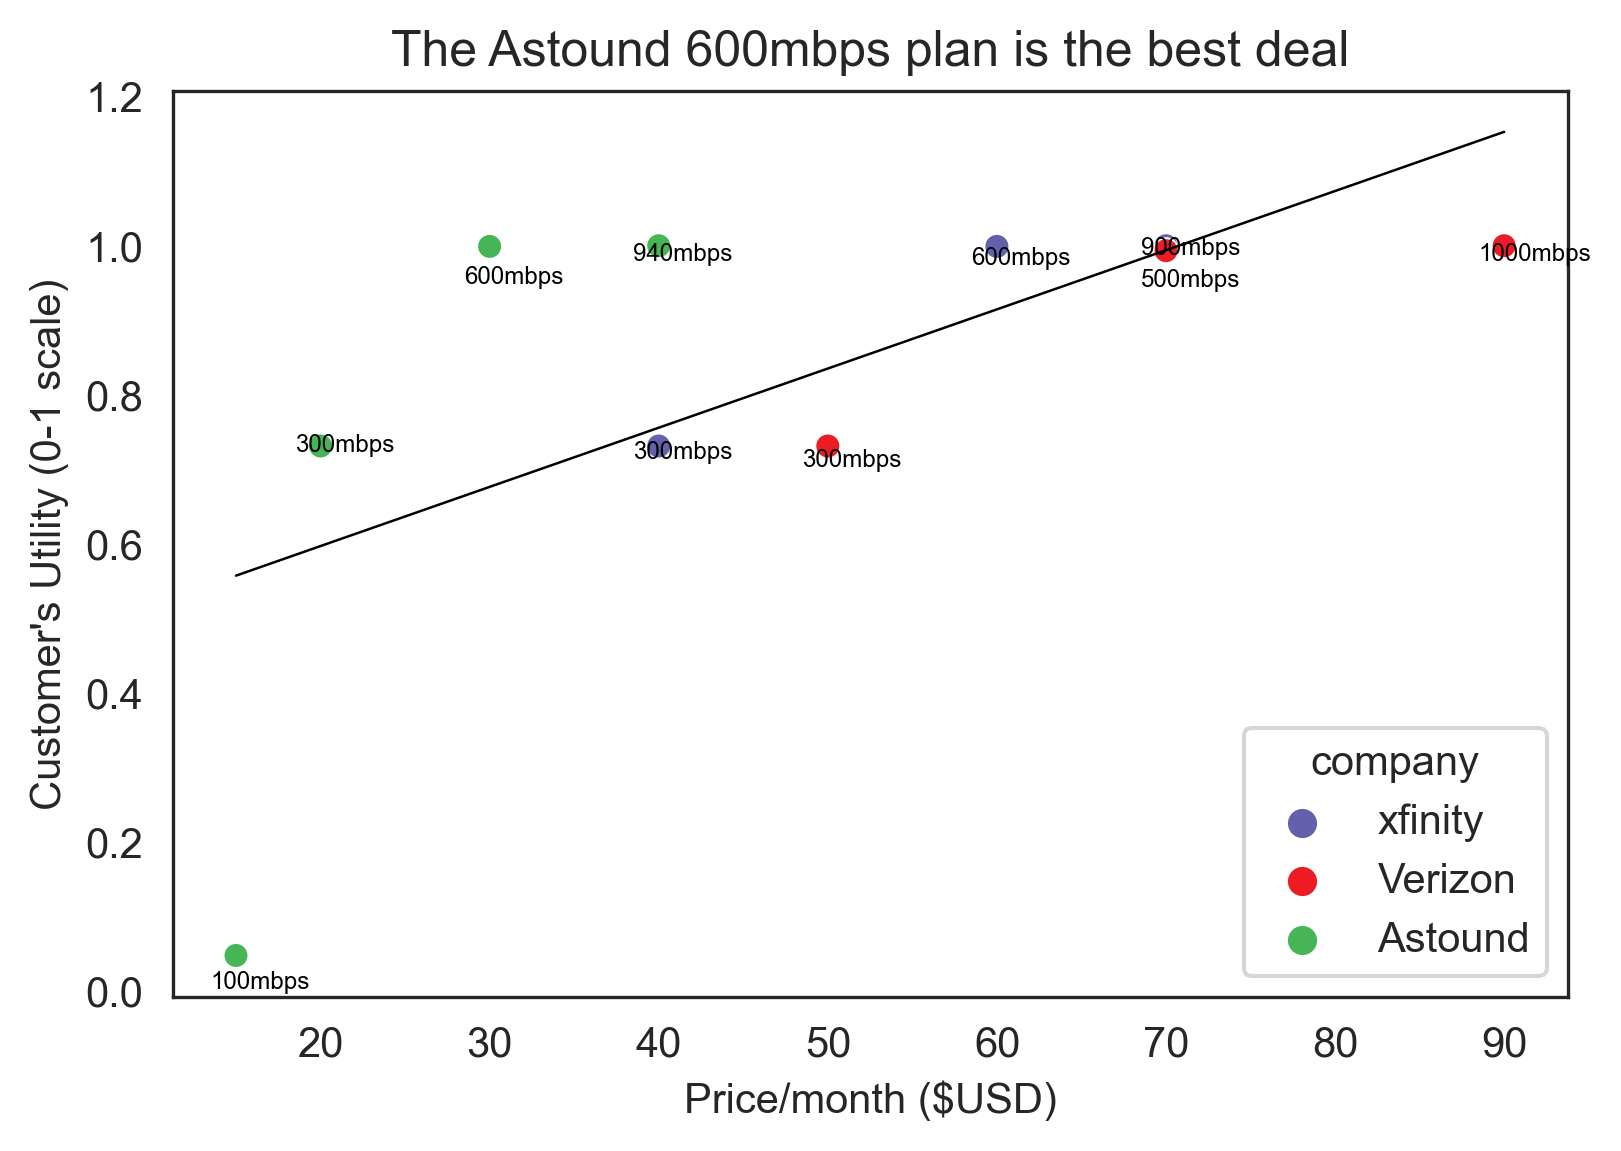 The Astound 600mbps plan is the best deal
Customer's Utility (0-1 scale)
1.2
1.0
0.8
0.6
0.4
0.2
0.0
600mbps
940mbps
600mbps
900mbps
500mbps
1000mbps
300mbps
300mbps
300mbps
100mbps
company
xfinity
Verizon
Astound
20 30 40 50 60 70 80 90
Price/month ($USD)